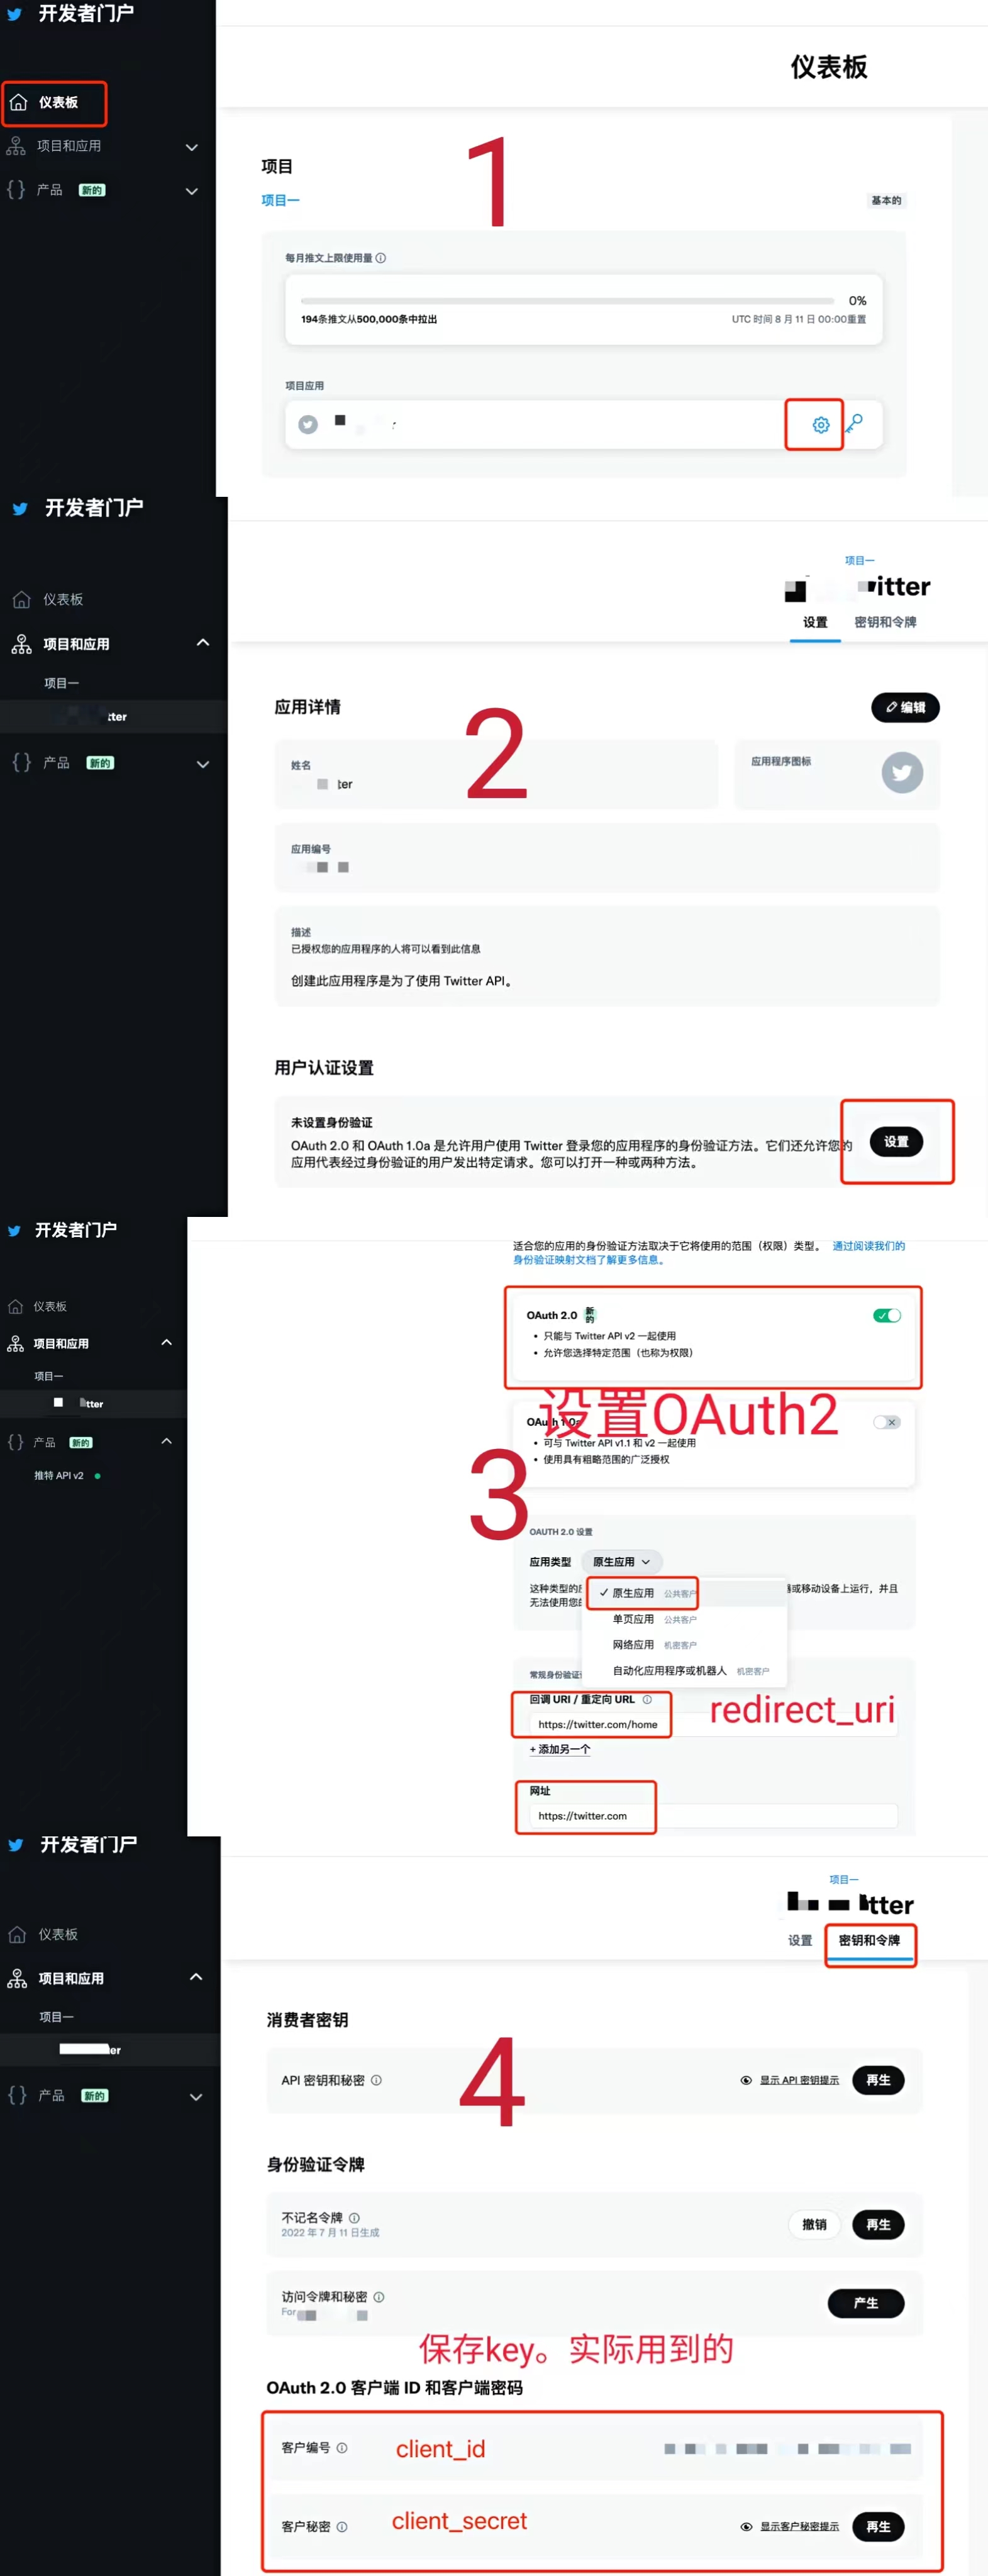 开发者门户
仪表板
仪表板
项目和应用
产品 新的
1
项目
项目一
基本的
每月推文上限使用量
0%
194条推文从500,000条中拉出
UTC 时间 8 月 11 日 00:00重置
项目应用
开发者门户
项目一
itter
设置 密钥和令牌
仪表板
项目和应用
项目一
tter
产品 新的
应用详情
编辑
2
姓名
ter
应用程序图标
应用编号
描述
已授权您的应用程序的人将可以看到此信息
创建此应用程序是为了使用 Twitter API。
用户认证设置
未设置身份验证
OAuth 2.0 和 OAuth 1.0a 是允许用户使用 Twitter 登录您的应用程序的身份验证方法。它们还允许您的
应用代表经过身份验证的用户发出特定请求。您可以打开一种或两种方法。
设置
开发者门户
仪表板
项目和应用
项目一
tter
产品 新的
推特 API v2
适合您的应用的身份验证方法取决于它将使用的范围（权限）类型。 通过阅读我们的
身份验证映射文档了解更多信息。
OAuth 2.0 新的
• 只能与 Twitter API v2 一起使用
• 允许您选择特定范围（也称为权限）
设置OAuth2
OAuth 1.0a
• 可与 Twitter API v1.1 和 v2 一起使用
• 使用具有粗略范围的广泛授权
3
OAUTH 2.0 设置
应用类型 原生应用
这种类型的
器或移动设备上运行，并且
无法使用您
原生应用 公共客户
单页应用 公共客户
网络应用 机密客户
自动化应用程序或机器人 机密客户
常规身份验证
回调 URI / 重定向 URL
redirect_uri
https://twitter.com/home
+ 添加另一个
网址
https://twitter.com
开发者门户
项目一
tter
设置 密钥和令牌
仪表板
项目和应用
项目一
er
产品 新的
消费者密钥
4
API 密钥和秘密
显示 API 密钥提示 再生
身份验证令牌
不记名令牌
2022 年 7 月 11 日生成
撤销 再生
访问令牌和秘密
For
产生
保存key。实际用到的
OAuth 2.0 客户端 ID 和客户端密码
客户编号 client_id
客户秘密 client_secret
显示客户秘密提示 再生